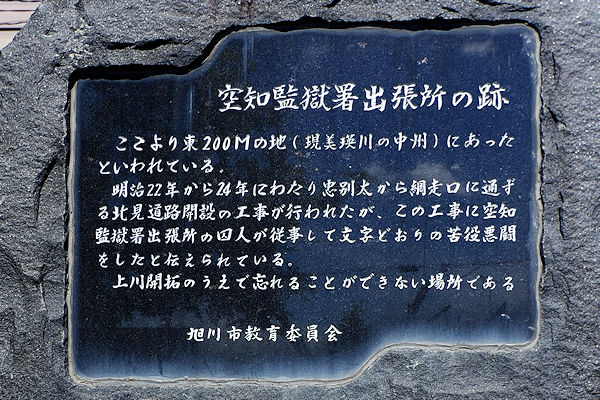 空知監獄署出張所の跡
ここより東200Mの地(現美瑛川の中州)にあった
といわれている.
明治22年から24年にわたり忠別太から網走口に通ず
る北見道路開設の工事が行われたが、この工事に空知
監獄署出張所の囚人が従事して文字どおりの苦役悪闘
をしたと伝えられている。
上川開拓のうえで忘れることができない場所である
旭川市教育委員会